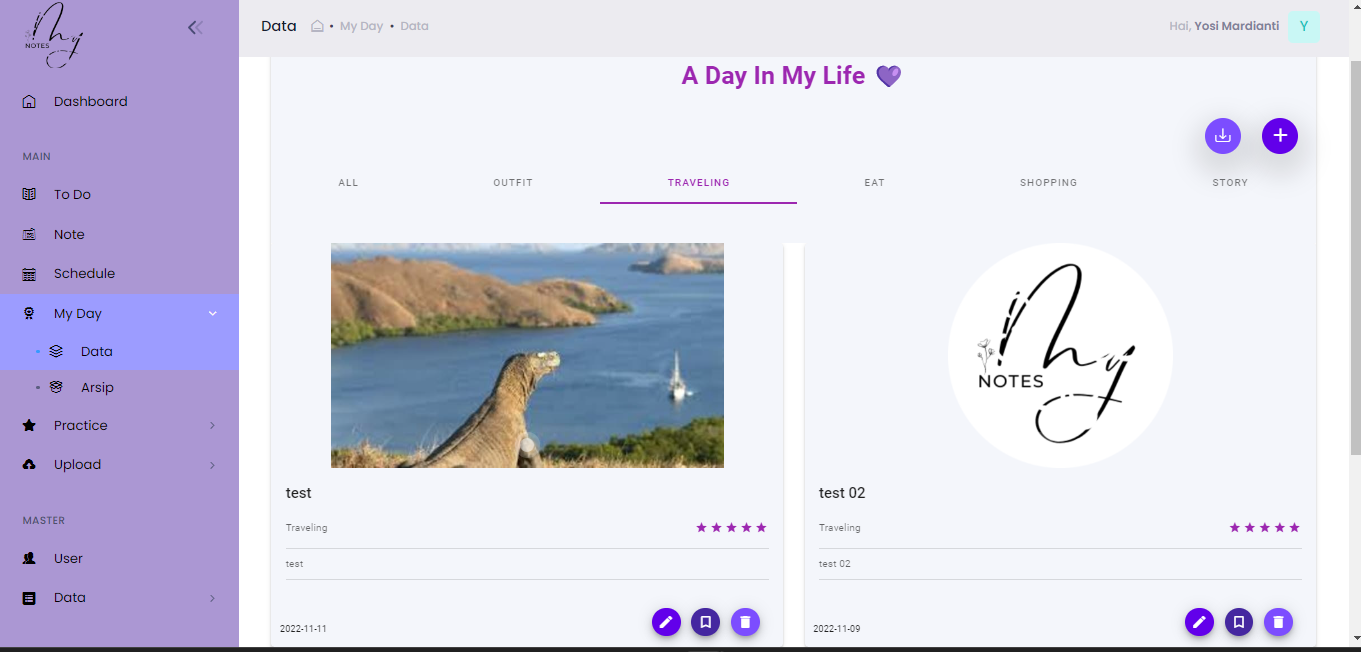 My
NOTES
Data
My Day
Data
Hai, Yosi Mardianti
Y
Dashboard
MAIN
To Do
Note
Schedule
My Day
Data
Arsip
Practice
Upload
MASTER
User
Data
A Day In My Life
ALL
OUTFIT
TRAVELING
EAT
SHOPPING
STORY
test
Traveling
test
2022-11-11
My
NOTES
test 02
Traveling
test 02
2022-11-09